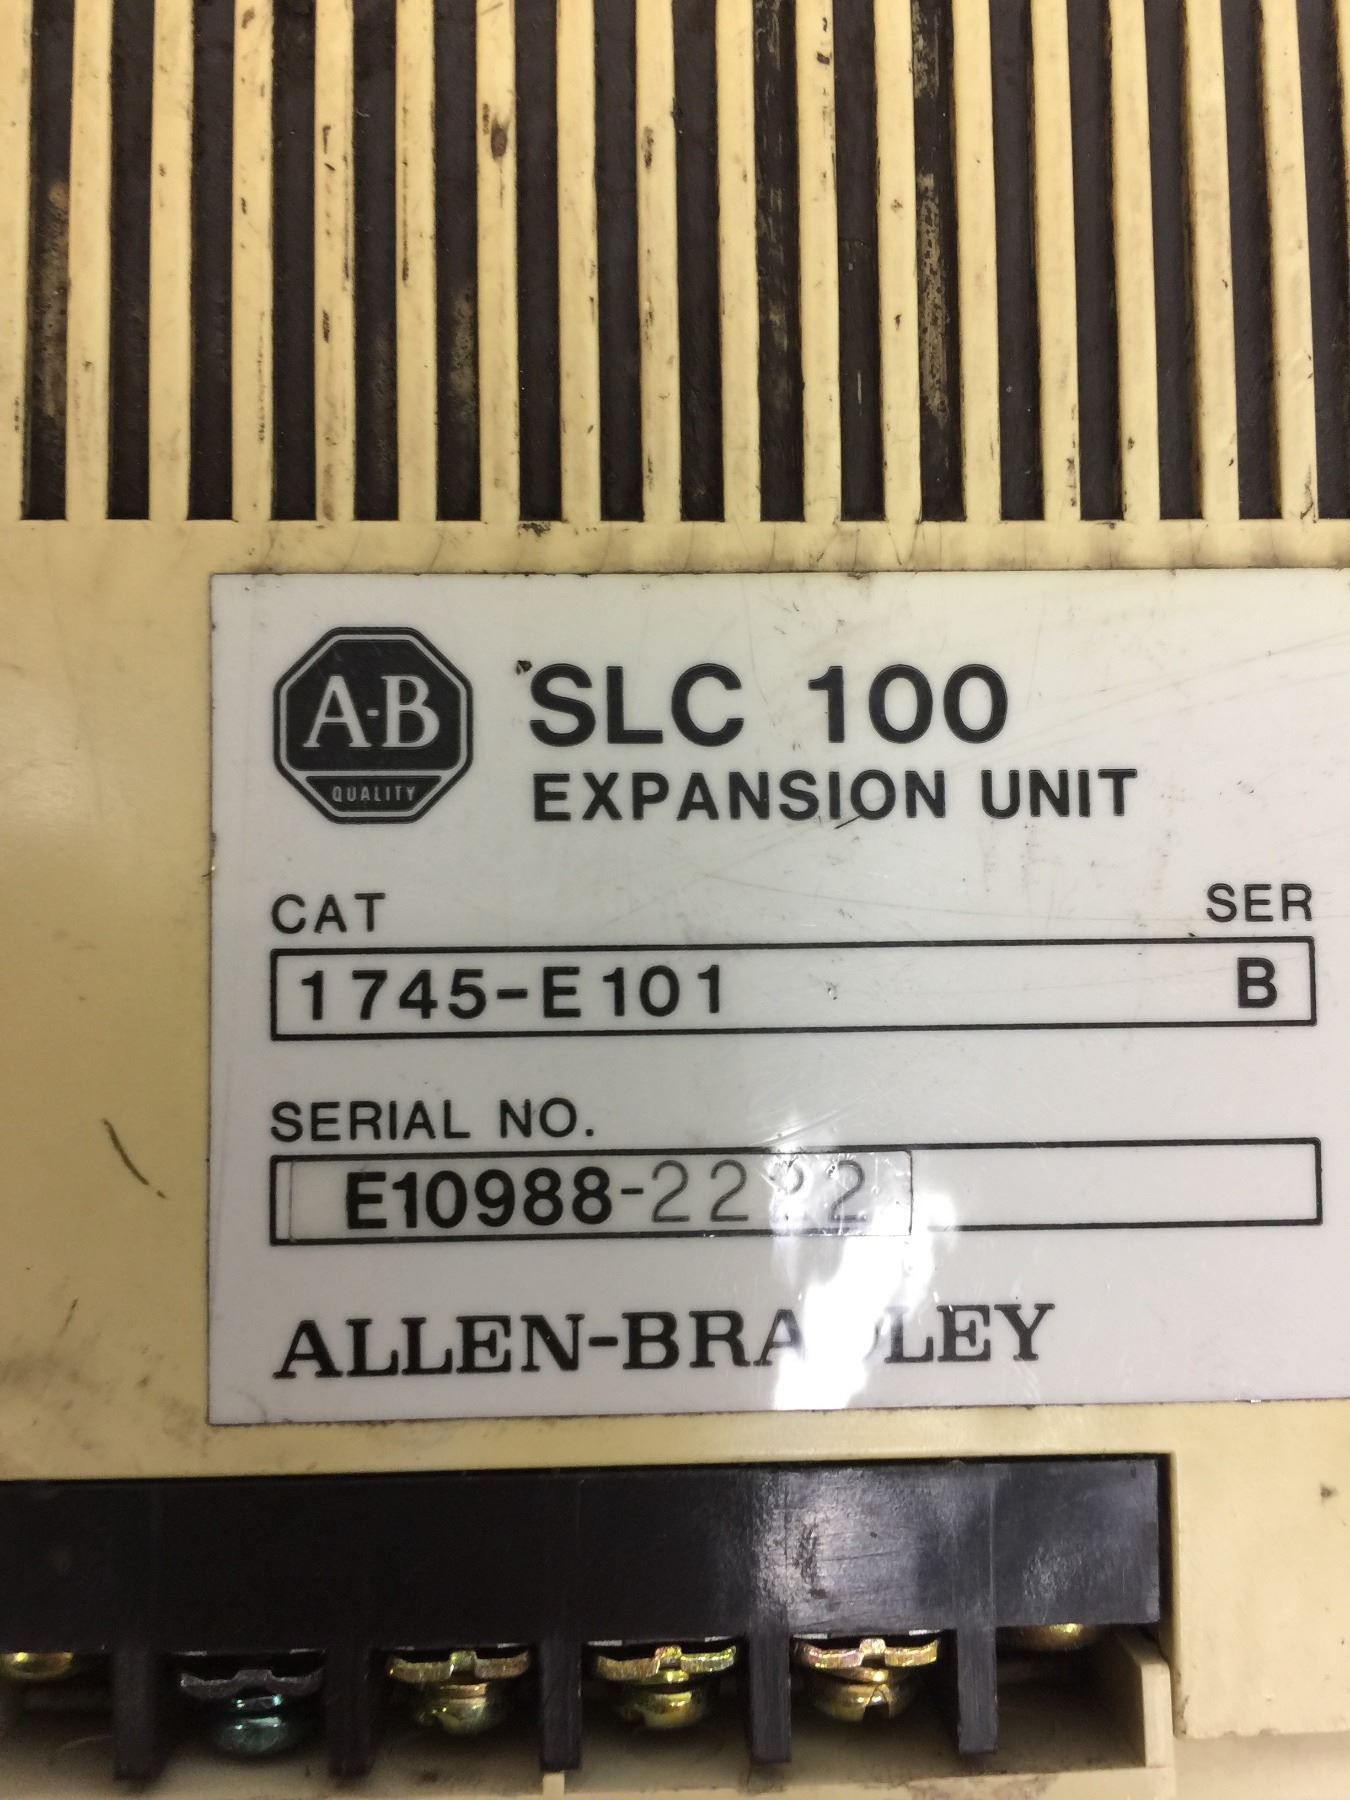 A-B
QUALITY
SLC 100
EXPANSION UNIT
CAT SER
1745-E101 B
SERIAL NO.
E10988-2222
ALLEN-BRADLEY